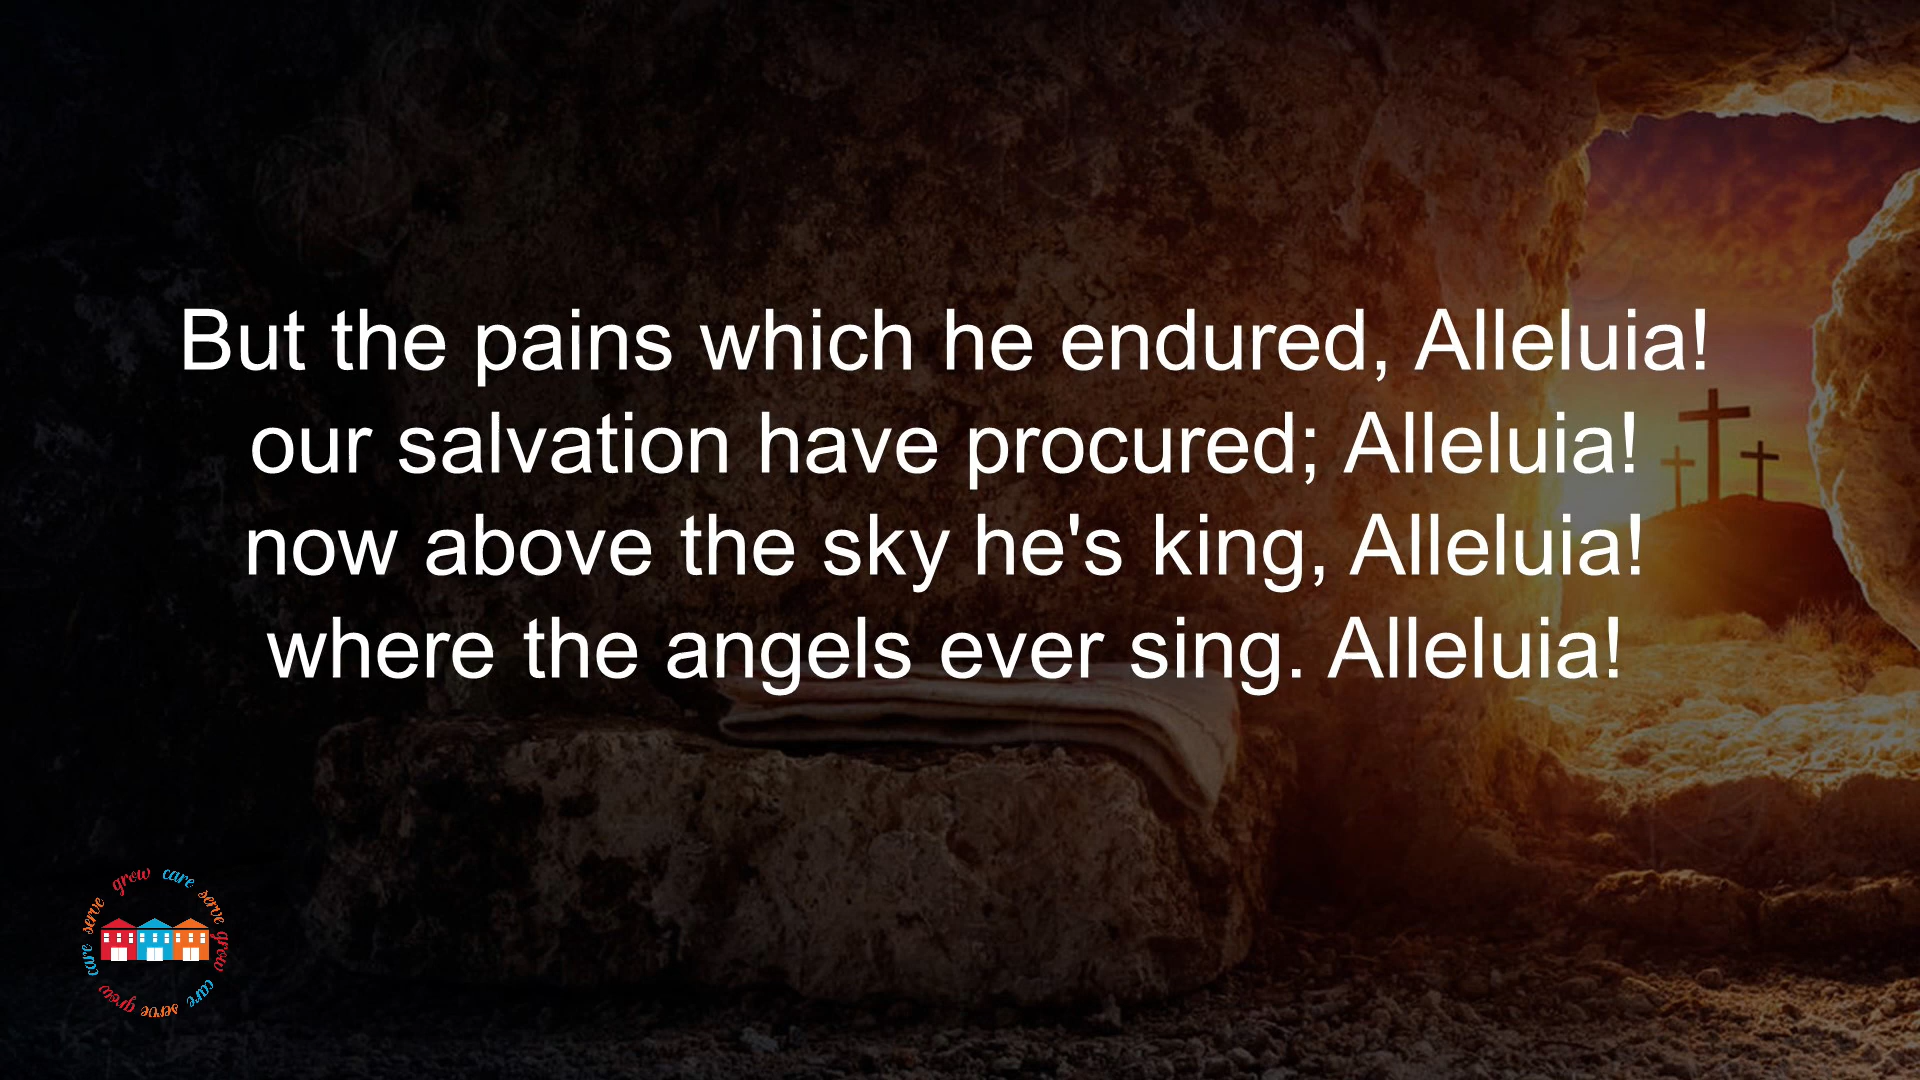 But the pains which he endured, Alleluia!
our salvation have procured; Alleluia!
now above the sky he's king, Alleluia!
where the angels ever sing. Alleluia!
grow care serve grow care serve grow care serve